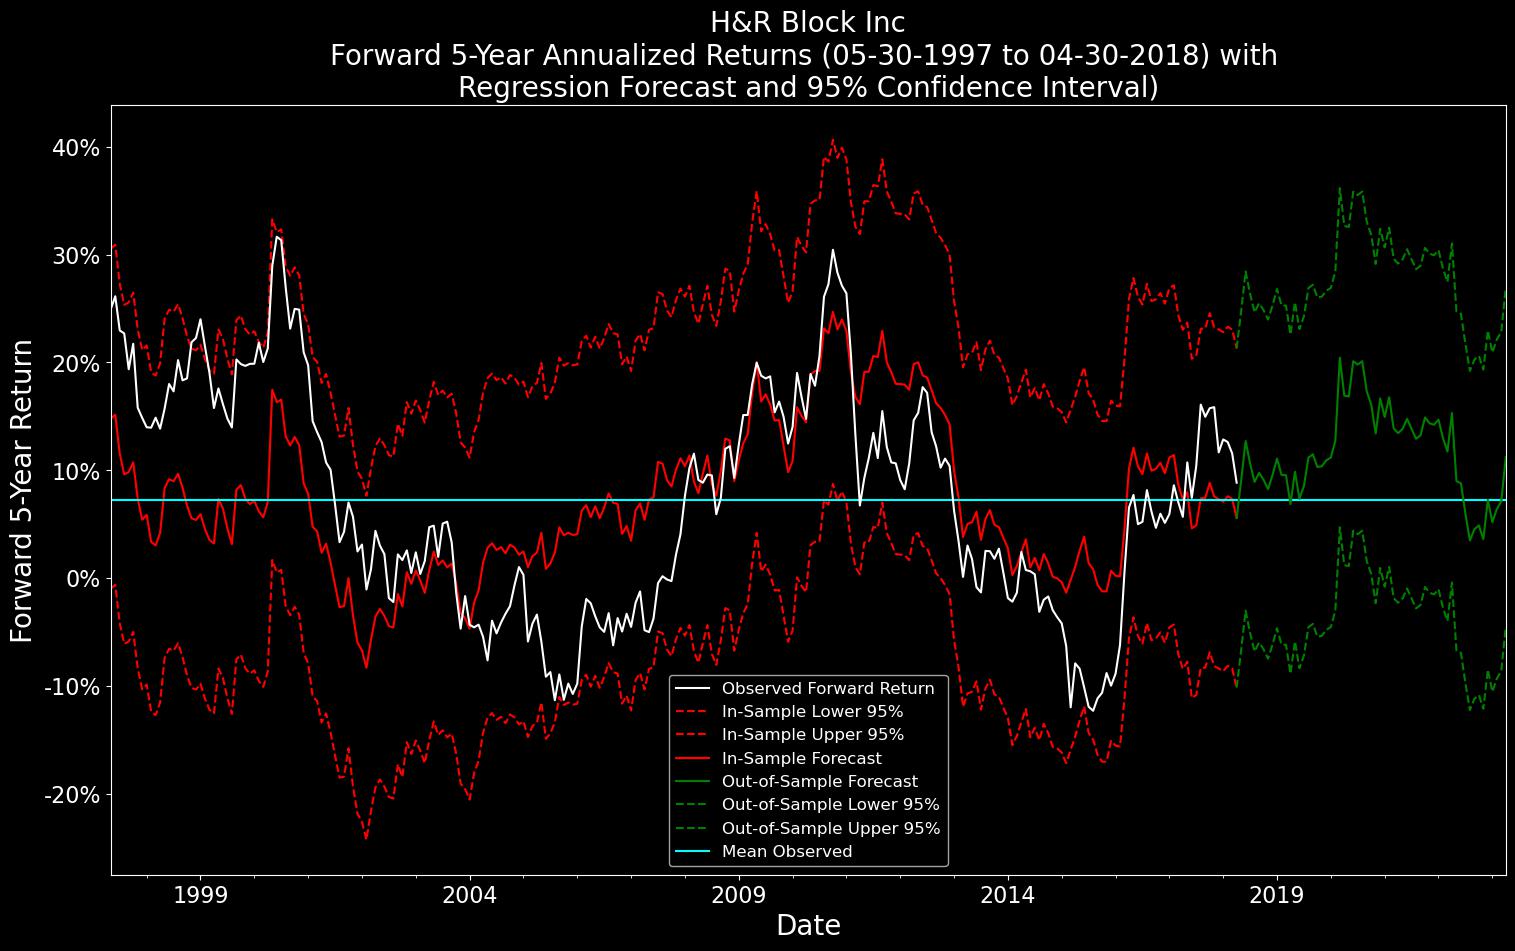 H&R Block Inc
Forward 5-Year Annualized Returns (05-30-1997 to 04-30-2018) with
Regression Forecast and 95% Confidence Interval)
Forward 5-Year Return
40%
30%
20%
10%
0%
-10%
-20%
Observed Forward Return
In-Sample Lower 95%
In-Sample Upper 95%
In-Sample Forecast
Out-of-Sample Forecast
Out-of-Sample Lower 95%
Out-of-Sample Upper 95%
Mean Observed
1999 2004 2009 2014 2019
Date